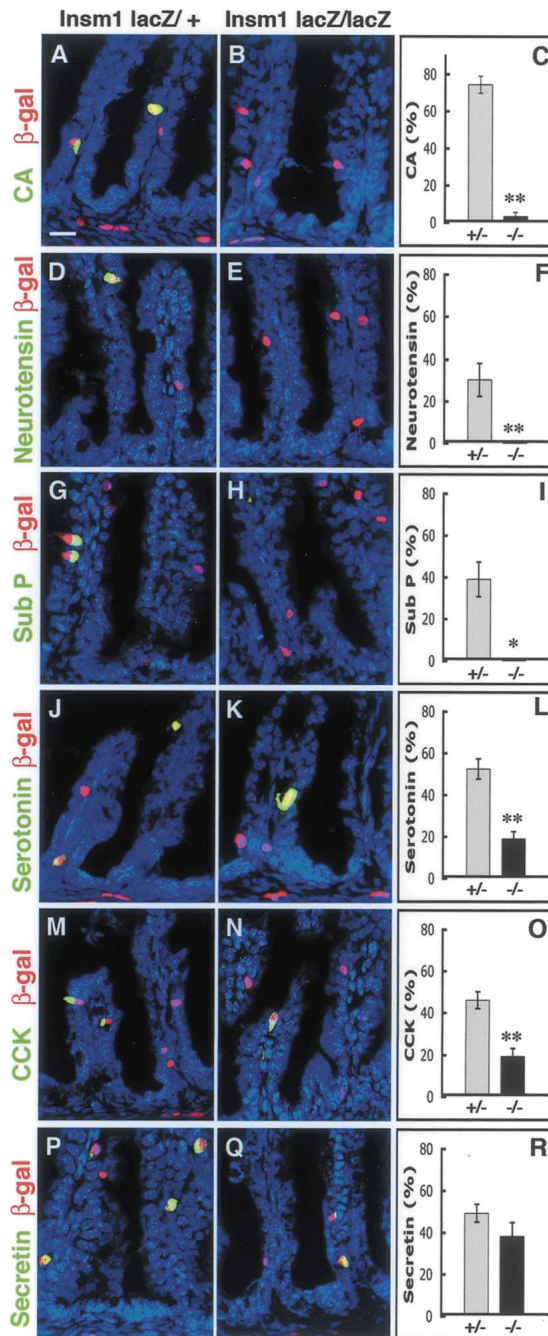 Insm1 lacZ/+ Insm1 lacZ/lacZ
CA β-gal
A
B
C
CA (%)
80
60
40
20
0
**
+/- -/-
Neurotensin β-gal
D
E
F
Neurotensin (%)
80
60
40
20
0
**
+/- -/-
Sub P β-gal
G
H
I
Sub P (%)
80
40
0
*
+/- -/-
Serotonin β-gal
J
K
L
Serotonin (%)
80
60
40
20
0
**
+/- -/-
CCK β-gal
M
N
O
CCK (%)
80
60
40
20
0
**
+/- -/-
Secretin β-gal
P
Q
R
Secretin (%)
80
60
40
20
0
+/- -/-